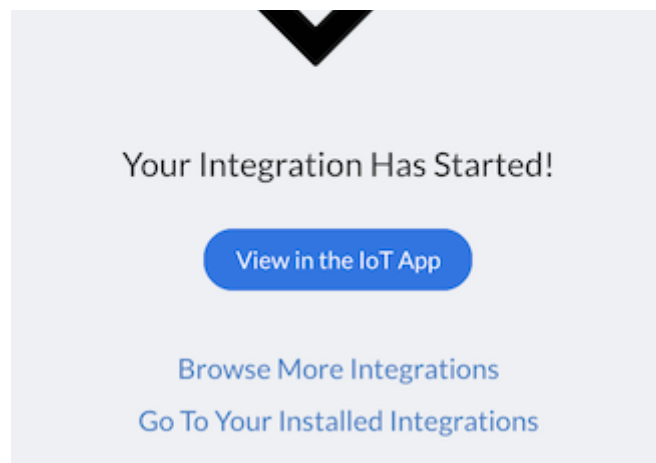 Your Integration Has Started!
View in the IoT App
Browse More Integrations
Go To Your Installed Integrations